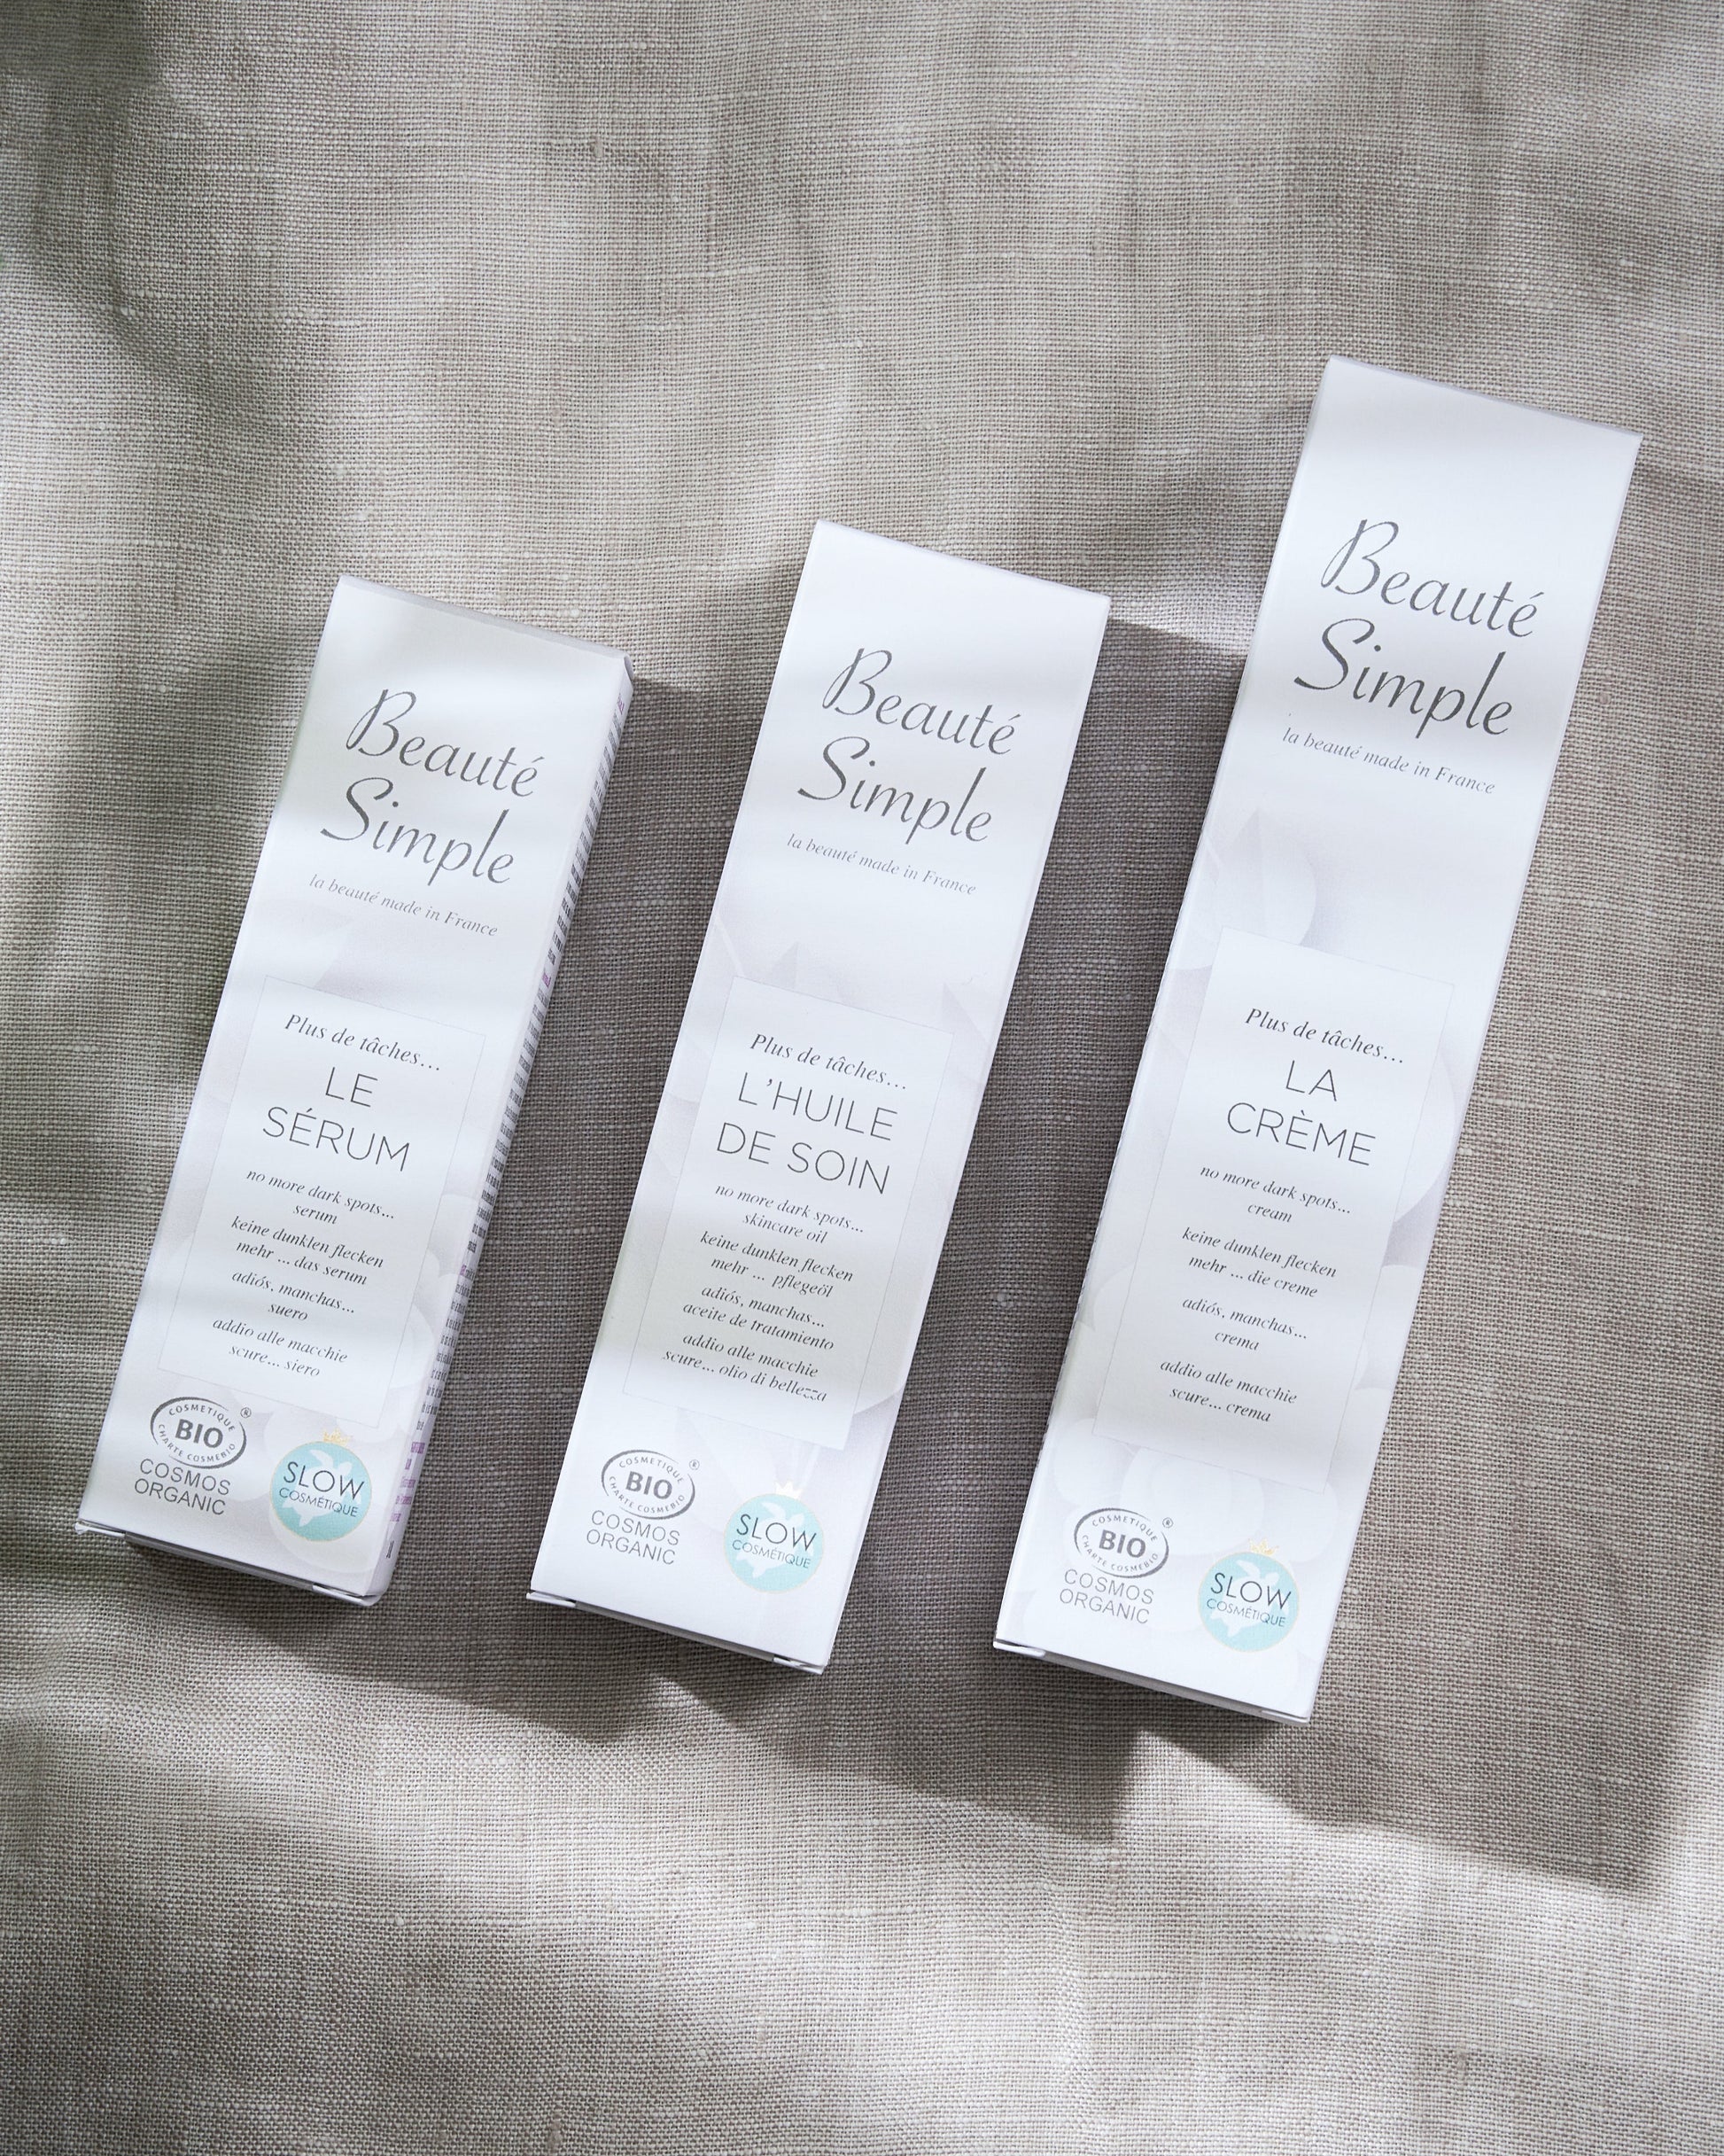 Beauté
Simple
la beauté made in France
Plus de tâches...
LE
SÉRUM
no more dark spots...
serum
keine dunklen flecken
mehr ... das serum
adiós, manchas...
suero
addio alle macchie
scure... siero
COSMETIQUE
BIO
®
CHARTE COSMEBIO
COSMOS
ORGANIC
SLOW
COSMÉTIQUE
Beauté
Simple
la beauté made in France
Plus de tâches...
L'HUILE
DE SOIN
no more dark spots...
skincare oil
keine dunklen flecken
mehr ... pflegeöl
adiós, manchas...
aceite de tratamiento
addio alle macchie
scure... olio di bellezza
COSMETIQUE
BIO
®
CHARTE COSMEBIO
COSMOS
ORGANIC
SLOW
COSMÉTIQUE
Beauté
Simple
la beauté made in France
Plus de tâches...
LA
CRÈME
no more dark spots...
cream
keine dunklen flecken
mehr ... die creme
adiós, manchas...
crema
addio alle macchie
scure... crema
COSMETIQUE
BIO
®
CHARTE COSMEBIO
COSMOS
ORGANIC
SLOW
COSMÉTIQUE